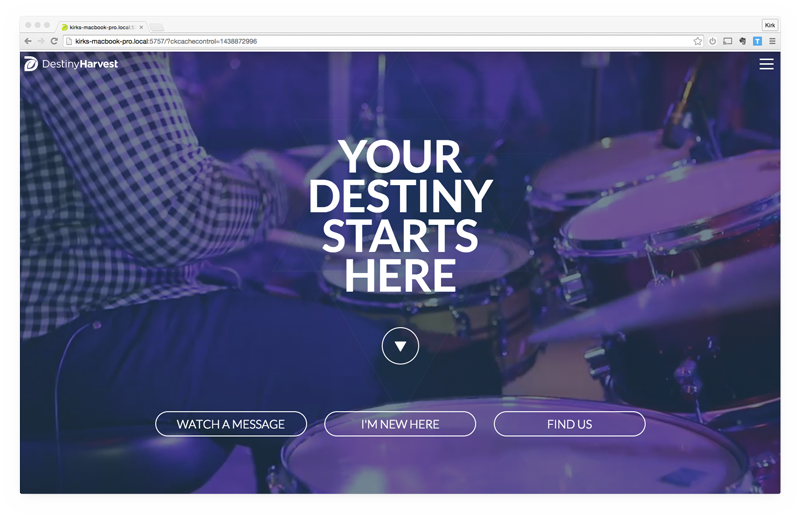 kirks-macbook-pro.local:5
Kirk
kirks-macbook-pro.local:5757/?ckcachecontrol=1438872996
DestinyHarvest
YOUR
DESTINY
STARTS
HERE
WATCH A MESSAGE
I'M NEW HERE
FIND US